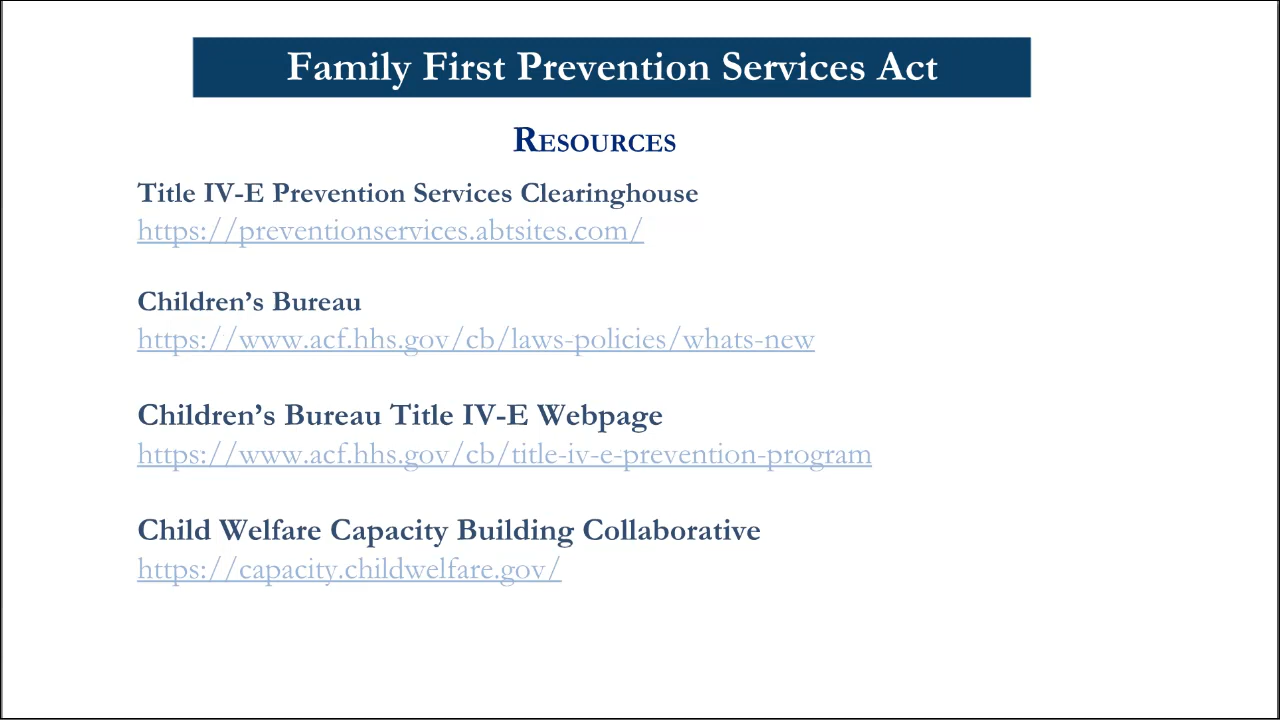 Family First Prevention Services Act
Resources
Title IV-E Prevention Services Clearinghouse
https://preventionservices.abtsites.com/
Children’s Bureau
https://www.acf.hhs.gov/cb/laws-policies/whats-new
Children’s Bureau Title IV-E Webpage
https://www.acf.hhs.gov/cb/title-iv-e-prevention-program
Child Welfare Capacity Building Collaborative
https://capacity.childwelfare.gov/